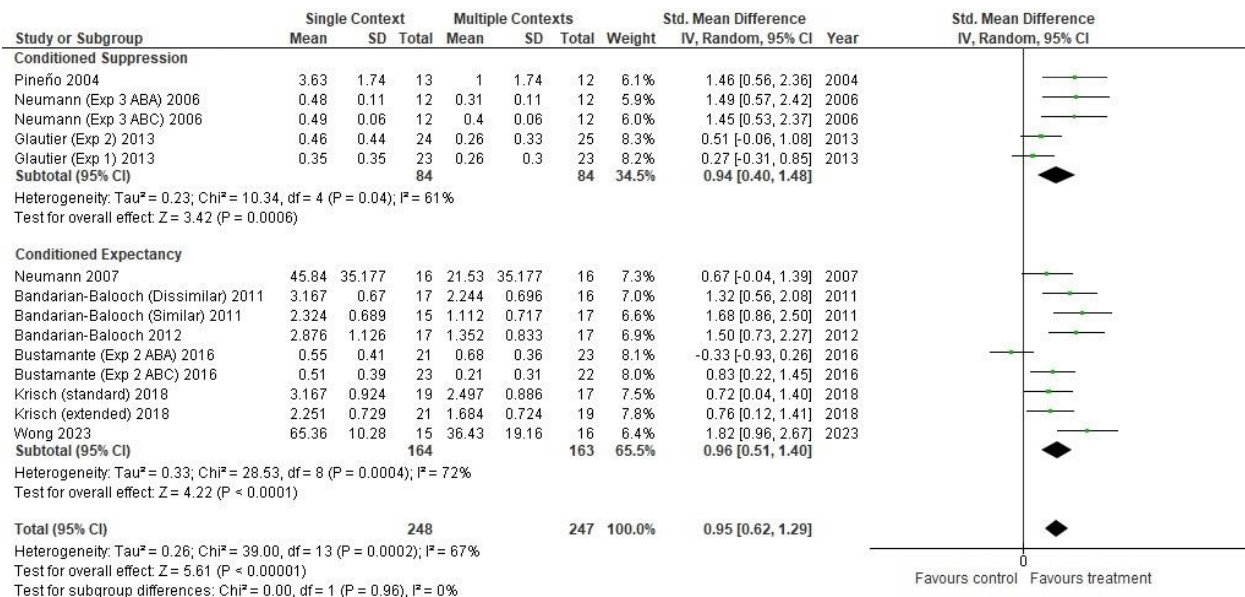 Single Context Multiple Contexts Std. Mean Difference Std. Mean Difference
Study or Subgroup Mean SD Total Mean SD Total Weight IV, Random, 95% CI Year IV, Random, 95% CI
Conditioned Suppression
Pineño 2004 3.63 1.74 13 1 1.74 12 6.1% 1.46 [0.56, 2.36] 2004
Neumann (Exp 3 ABA) 2006 0.48 0.11 12 0.31 0.11 12 5.9% 1.49 [0.57, 2.42] 2006
Neumann (Exp 3 ABC) 2006 0.49 0.06 12 0.4 0.06 12 6.0% 1.45 [0.53, 2.37] 2006
Glautier (Exp 2) 2013 0.46 0.44 24 0.26 0.33 25 8.3% 0.51 [-0.06, 1.08] 2013
Glautier (Exp 1) 2013 0.35 0.35 23 0.26 0.3 23 8.2% 0.27 [-0.31, 0.85] 2013
Subtotal (95% CI) 84 84 34.5% 0.94 [0.40, 1.48]
Heterogeneity: Tau² = 0.23; Chi² = 10.34, df = 4 (P = 0.04); I² = 61%
Test for overall effect: Z = 3.42 (P = 0.0006)
Conditioned Expectancy
Neumann 2007 45.84 35.177 16 21.53 35.177 16 7.3% 0.67 [-0.04, 1.39] 2007
Bandarian-Balooch (Dissimilar) 2011 3.167 0.67 17 2.244 0.696 16 7.0% 1.32 [0.56, 2.08] 2011
Bandarian-Balooch (Similar) 2011 2.324 0.689 15 1.112 0.717 17 6.6% 1.68 [0.86, 2.50] 2011
Bandarian-Balooch 2012 2.876 1.126 17 1.352 0.833 17 6.9% 1.50 [0.73, 2.27] 2012
Bustamante (Exp 2 ABA) 2016 0.55 0.41 21 0.68 0.36 23 8.1% -0.33 [-0.93, 0.26] 2016
Bustamante (Exp 2 ABC) 2016 0.51 0.39 23 0.21 0.31 22 8.0% 0.83 [0.22, 1.45] 2016
Krisch (standard) 2018 3.167 0.924 19 2.497 0.886 17 7.5% 0.72 [0.04, 1.40] 2018
Krisch (extended) 2018 2.251 0.729 21 1.684 0.724 19 7.8% 0.76 [0.12, 1.41] 2018
Wong 2023 65.36 10.28 15 36.43 19.16 16 6.4% 1.82 [0.96, 2.67] 2023
Subtotal (95% CI) 164 163 65.5% 0.96 [0.51, 1.40]
Heterogeneity: Tau² = 0.33; Chi² = 28.53, df = 8 (P = 0.0004); I² = 72%
Test for overall effect: Z = 4.22 (P < 0.0001)
Total (95% CI) 248 247 100.0% 0.95 [0.62, 1.29]
Heterogeneity: Tau² = 0.26; Chi² = 39.00, df = 13 (P = 0.0002); I² = 67%
Test for overall effect: Z = 5.61 (P < 0.00001)
Test for subgroup differences: Chi² = 0.00, df = 1 (P = 0.96), I² = 0%
0
Favours control Favours treatment